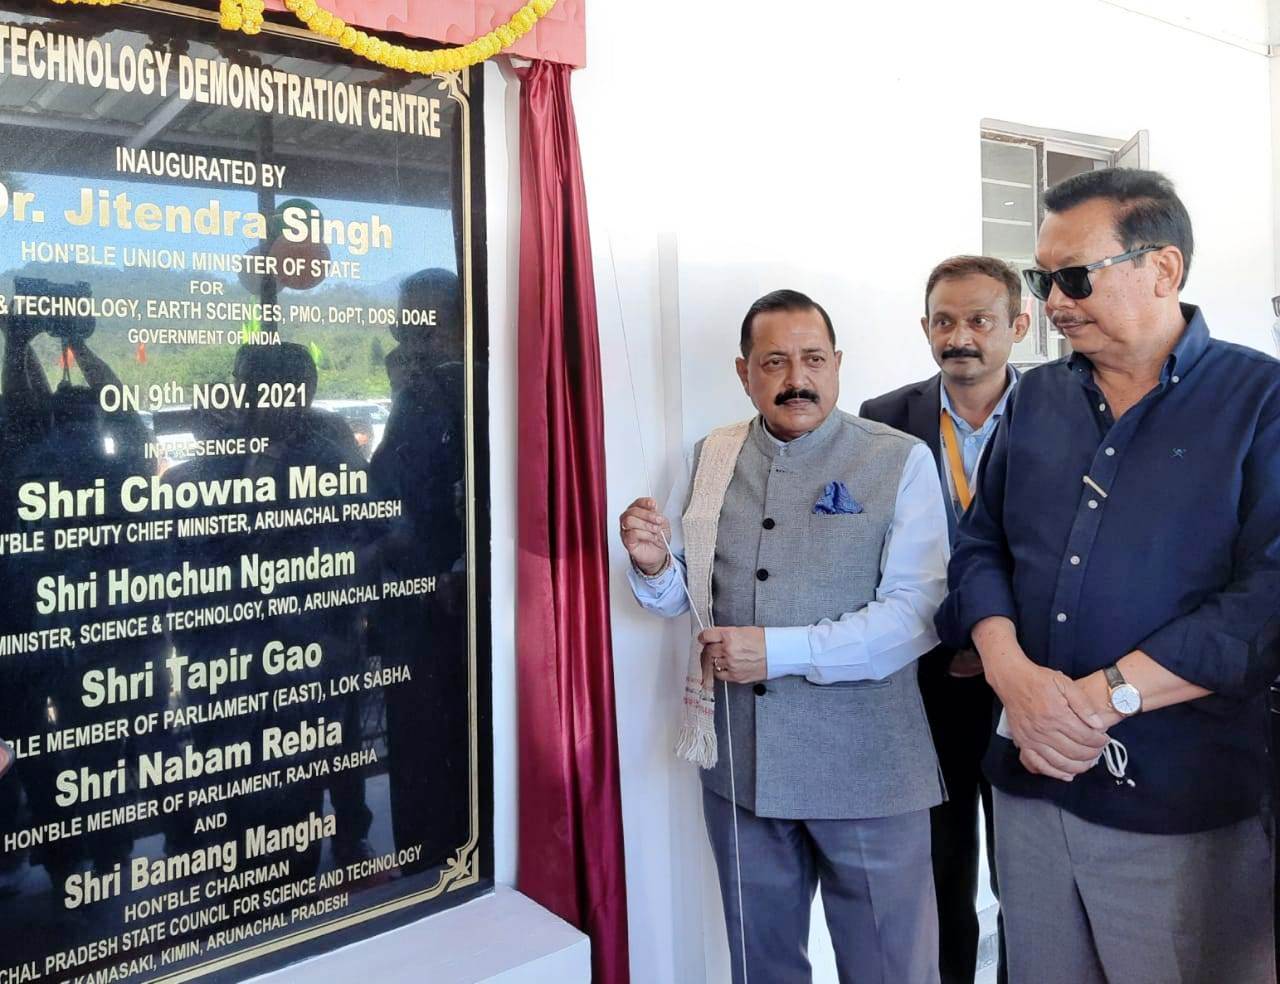 TECHNOLOGY DEMONSTRATION CENTRE
INAUGURATED BY
Dr. Jitendra Singh
HON'BLE UNION MINISTER OF STATE
FOR
& TECHNOLOGY, EARTH SCIENCES, PMO, DoPT, DOS, DOAE
GOVERNMENT OF INDIA
ON 9th NOV. 2021
IN PRESENCE OF
Shri Chowna Mein
N'BLE DEPUTY CHIEF MINISTER, ARUNACHAL PRADESH
Shri Honchun Ngandam
MINISTER, SCIENCE & TECHNOLOGY, RWD, ARUNACHAL PRADESH
Shri Tapir Gao
BLE MEMBER OF PARLIAMENT (EAST), LOK SABHA
Shri Nabam Rebia
HON'BLE MEMBER OF PARLIAMENT, RAJYA SABHA
AND
Shri Bamang Mangha
HON'BLE CHAIRMAN
CHAL PRADESH STATE COUNCIL FOR SCIENCE AND TECHNOLOGY
KAMASAKI, KIMIN, ARUNACHAL PRADESH